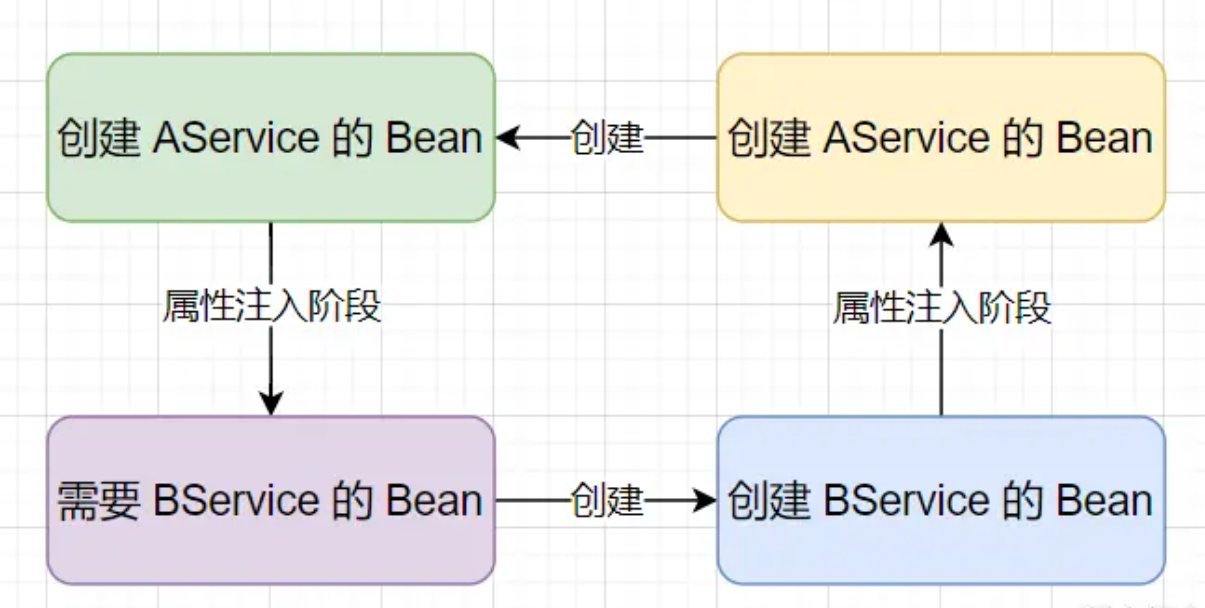 创建 AService 的 Bean
创建
创建 AService 的 Bean
属性注入阶段
属性注入阶段
需要 BService 的 Bean
创建
创建 BService 的 Bean